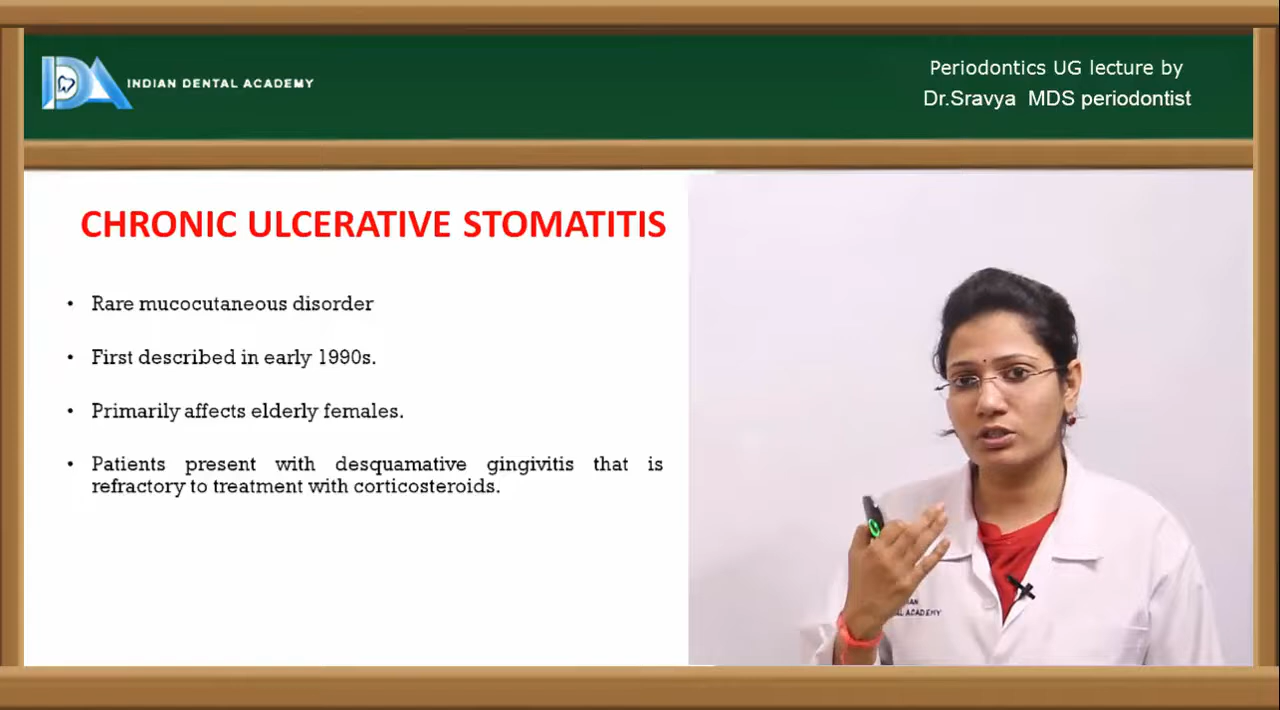 INDIAN DENTAL ACADEMY
Periodontics UG lecture by
Dr.Sravya MDS periodontist
CHRONIC ULCERATIVE STOMATITIS
• Rare mucocutaneous disorder
• First described in early 1990s.
• Primarily affects elderly females.
• Patients present with desquamative gingivitis that is
refractory to treatment with corticosteroids.
ACADEMY